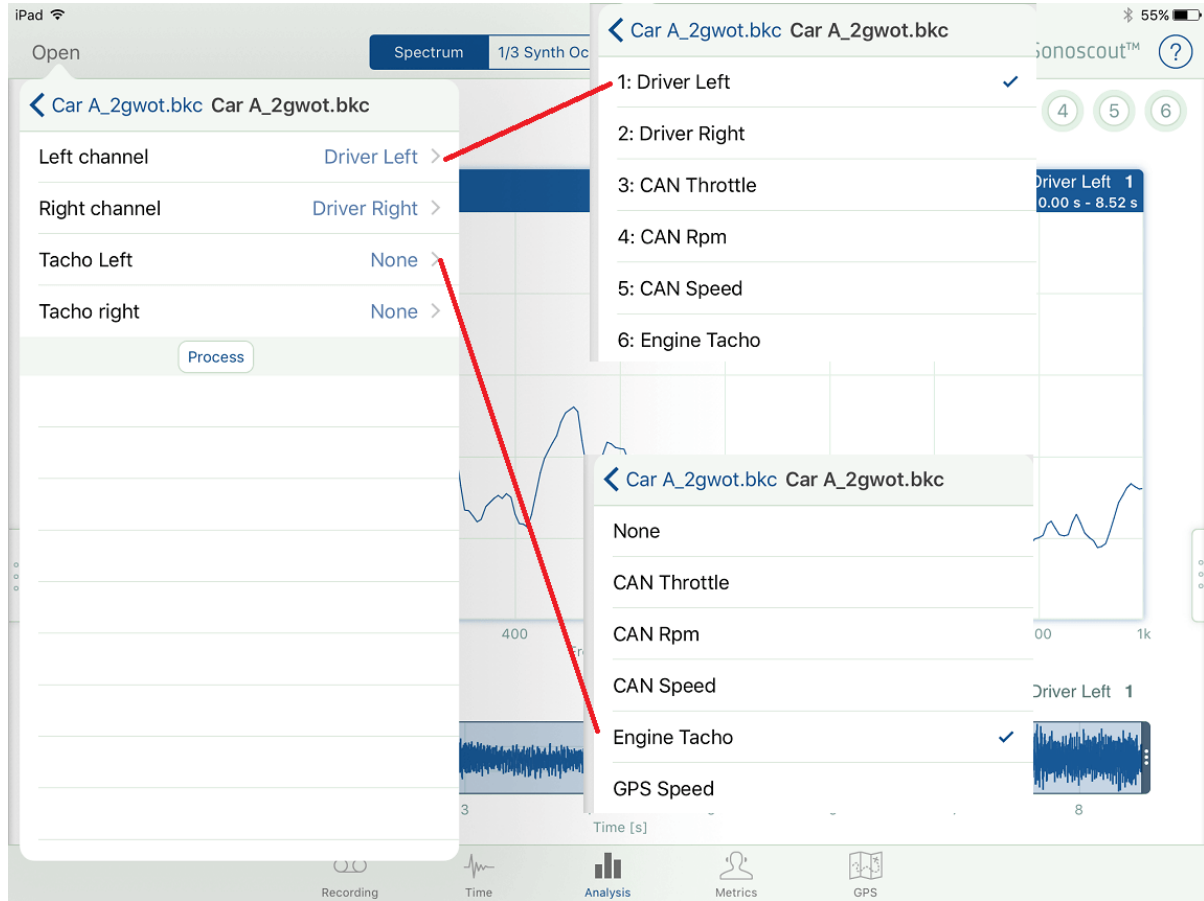 iPad
55%
Open
Spectrum
1/3 Synth Oc
onoscout™
?
Car A_2gwot.bkc Car A_2gwot.bkc
Left channel Driver Left
Right channel Driver Right
Tacho Left None
Tacho right None
Process
Car A_2gwot.bkc Car A_2gwot.bkc
1: Driver Left
2: Driver Right
3: CAN Throttle
4: CAN Rpm
5: CAN Speed
6: Engine Tacho
4 5 6
Driver Left 1
0.00 s - 8.52 s
Car A_2gwot.bkc Car A_2gwot.bkc
None
CAN Throttle
CAN Rpm
CAN Speed
Engine Tacho
GPS Speed
400
00
1k
Fr
Driver Left 1
3
8
Time [s]
Recording
Time
Analysis
Metrics
GPS